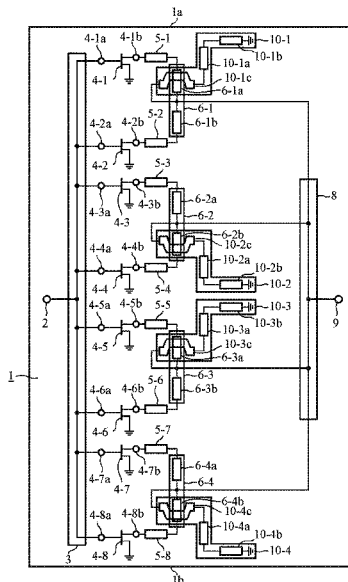 1a
4-1a
4-1b
5-1
10-1
10-1b
10-1a
4-1
10-1c
6-1a
4-2a
4-2b
5-2
6-1
6-1b
4-2
5-3
4-3b
6-2a
8
4-3a
4-3
6-2
6-2b
4-4a
4-4b
10-2c
10-2a
10-2b
4-4
5-4
10-2
4-5a
4-5b
5-5
10-3
2
10-3a
10-3b
9
4-5
10-3c
6-3a
4-6a
4-6b
5-6
6-3
6-3b
1
4-6
5-7
4-7b
6-4a
4-7a
4-7
6-4
6-4b
4-8a
4-8b
10-4c
10-4a
10-4b
3
4-8
5-8
10-4
1b